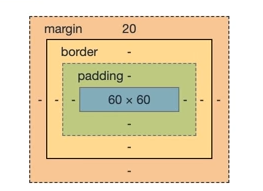 margin 20
border -
padding -
- - - 60 × 60 - - -
-
-
-